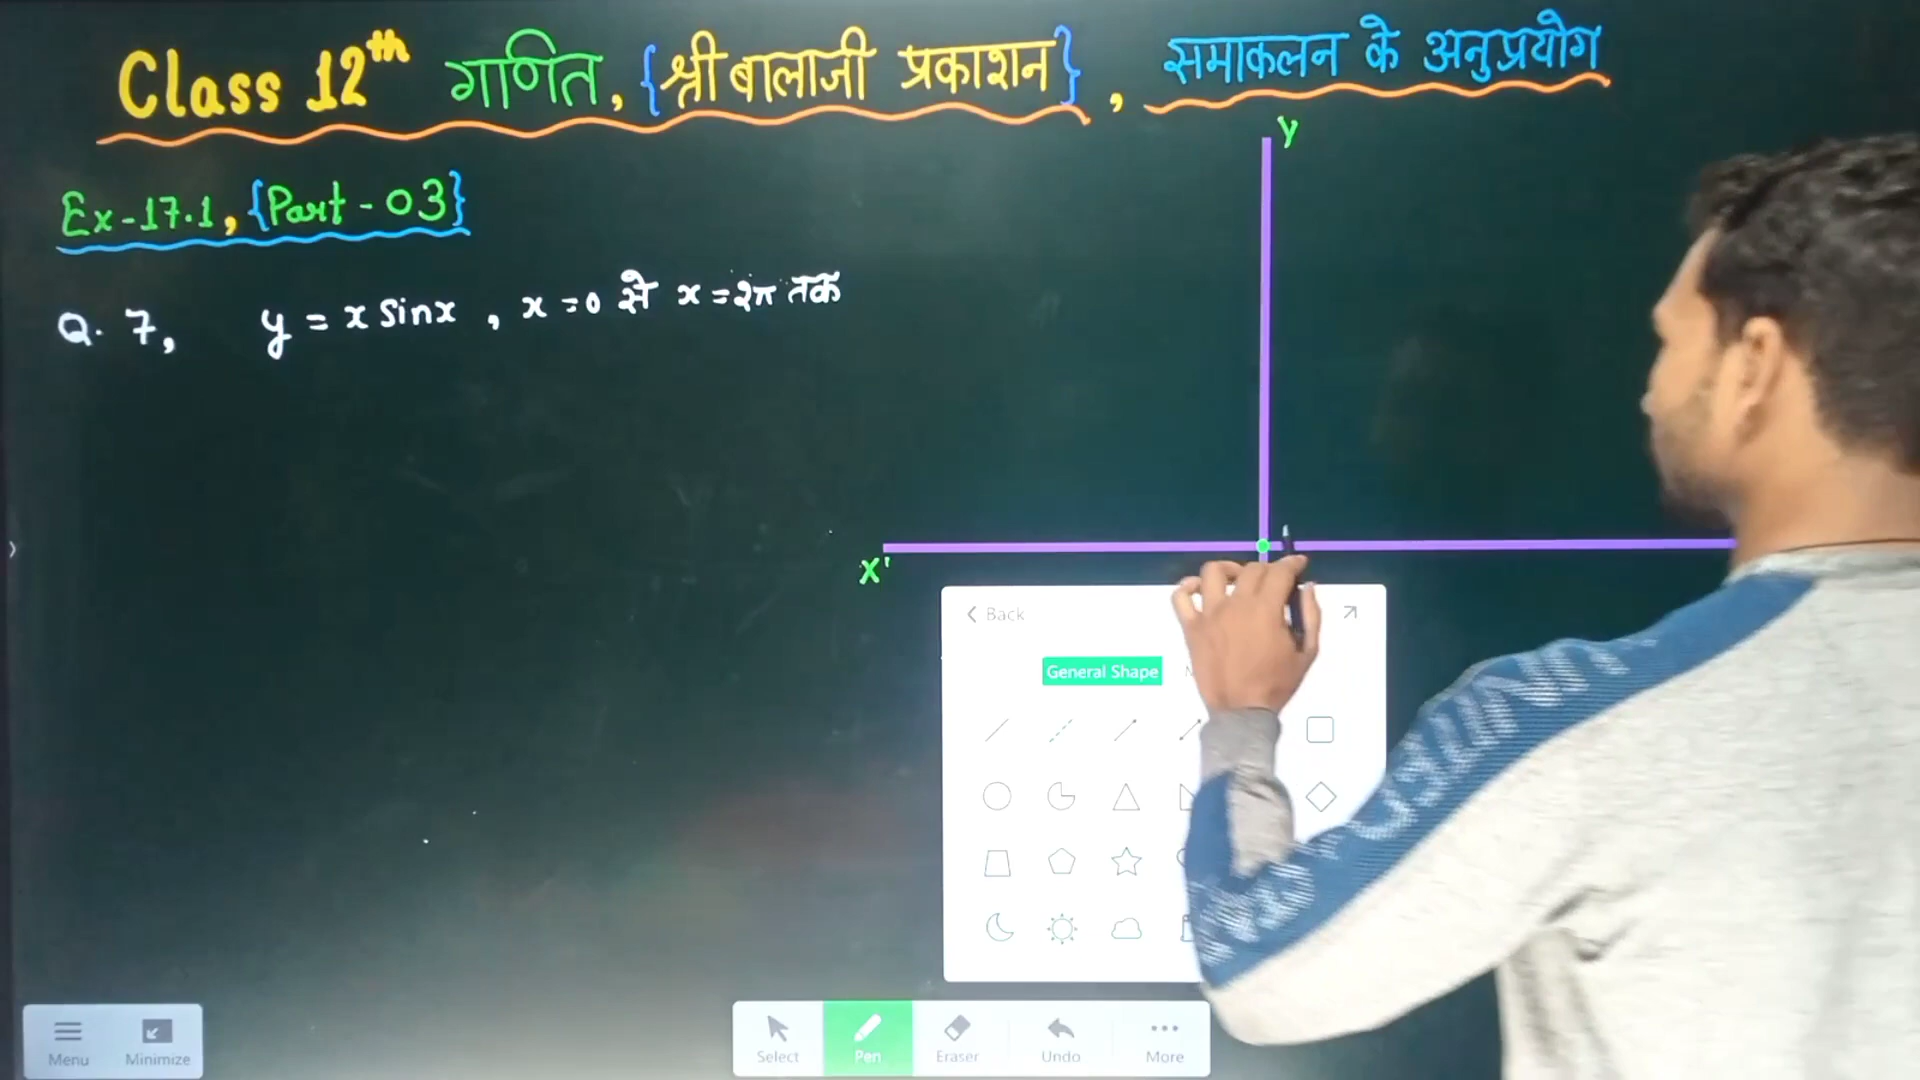 Class 12th गणित, {श्री बालाजी प्रकाशन}, समाकलन के अनुप्रयोग
Ex-17.1, {Part-03}
Q. 7, y = x sinx, x=0 से x=2π तक
y
x'
Back
General Shape
Menu
Minimize
Select
Pen
Eraser
Undo
More